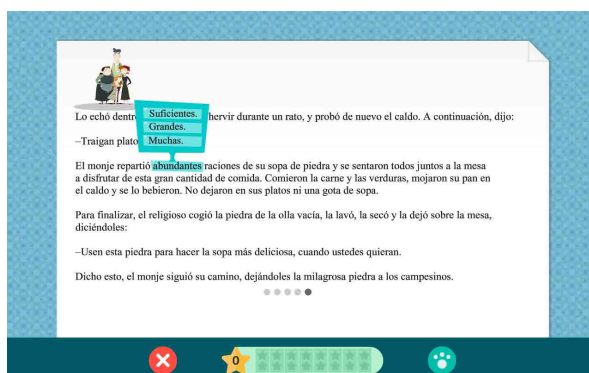 Lo echó dentr
Suficientes.
hervir durante un rato, y probó de nuevo el caldo. A continuación, dijo:
Grandes.
–Traigan plato
Muchas.
El monje repartió abundantes raciones de su sopa de piedra y se sentaron todos juntos a la mesa
a disfrutar de esta gran cantidad de comida. Comieron la carne y las verduras, mojaron su pan en
el caldo y se lo bebieron. No dejaron en sus platos ni una gota de sopa.
Para finalizar, el religioso cogió la piedra de la olla vacía, la lavó, la secó y la dejó sobre la mesa,
diciéndoles:
–Usen esta piedra para hacer la sopa más deliciosa, cuando ustedes quieran.
Dicho esto, el monje siguió su camino, dejándoles la milagrosa piedra a los campesinos.
0